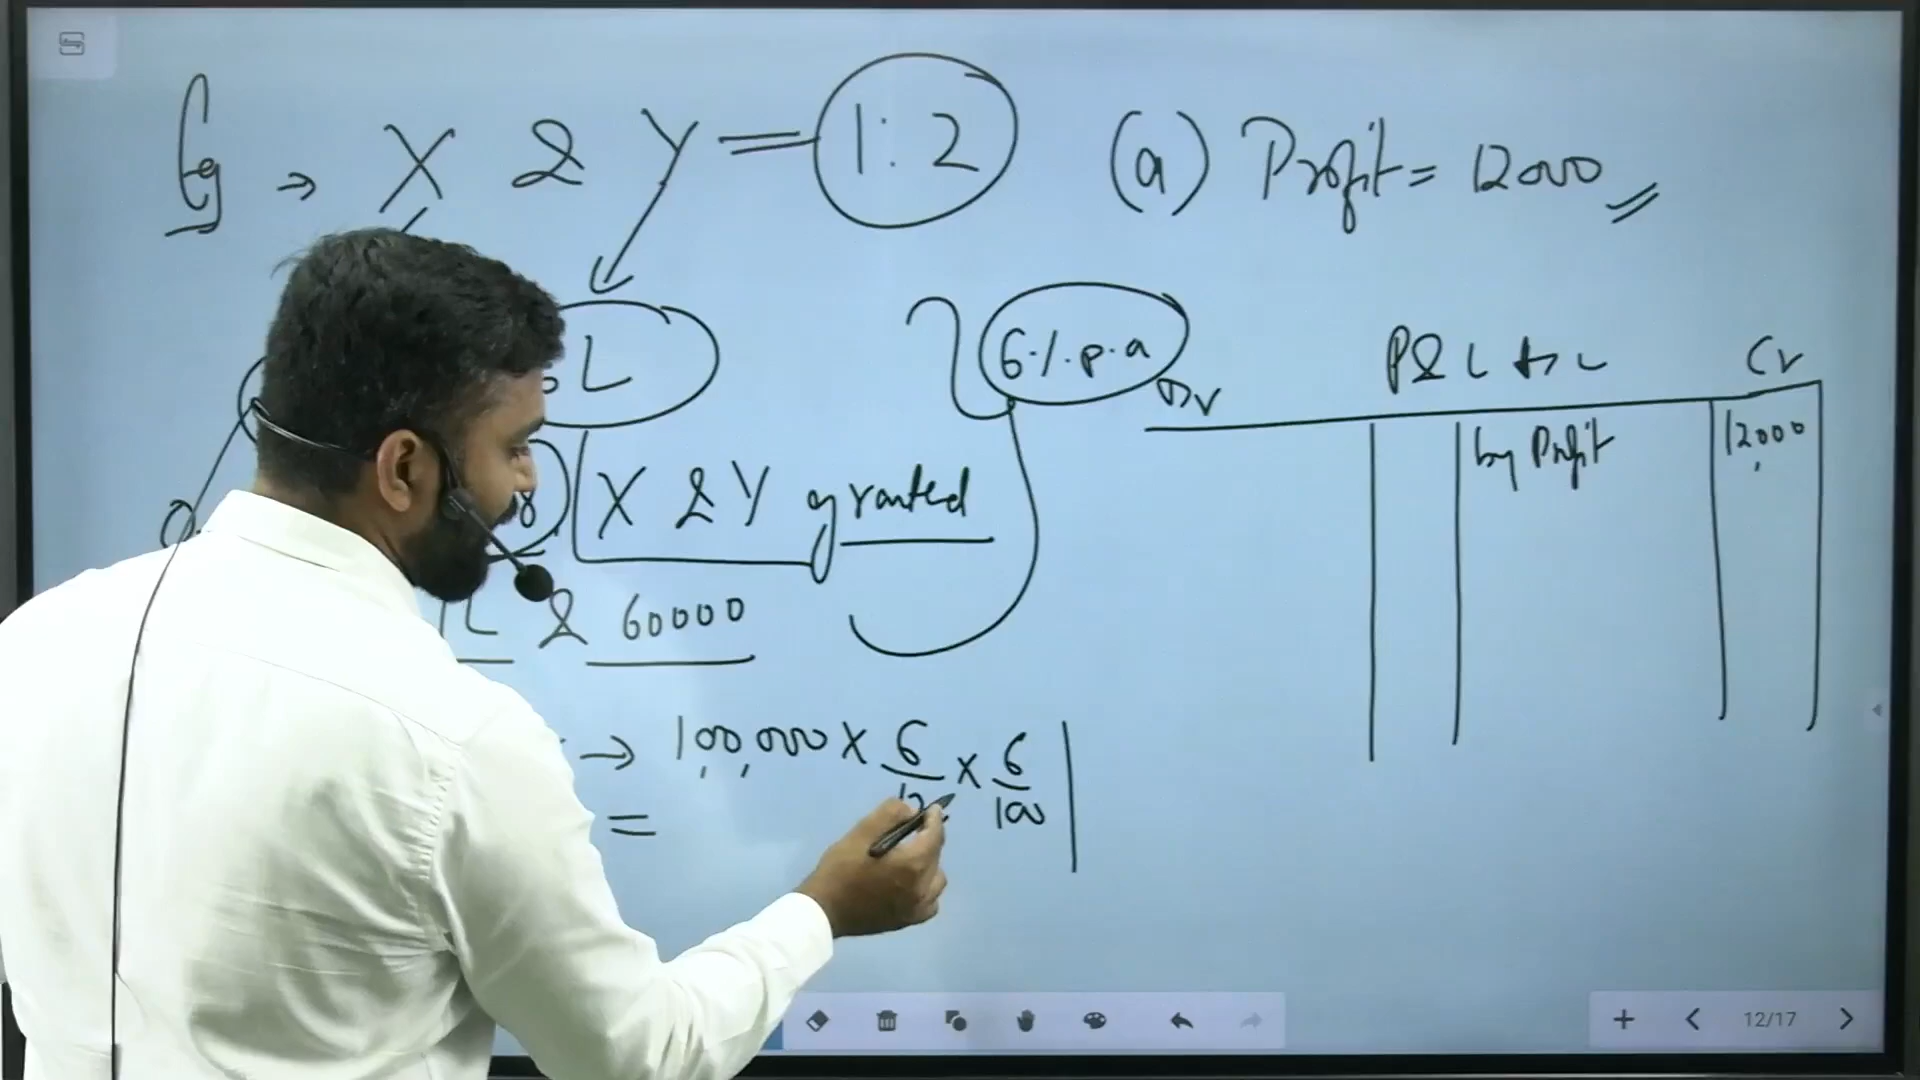 Eg → X & Y = 1:2
(a) Profit = 12000
L
6%p.a
Dr P&L A/c Cr
by Profit 12000
X & Y granted
1L & 60000
→ 100,000 × 6/12 × 6/100
=
12/17